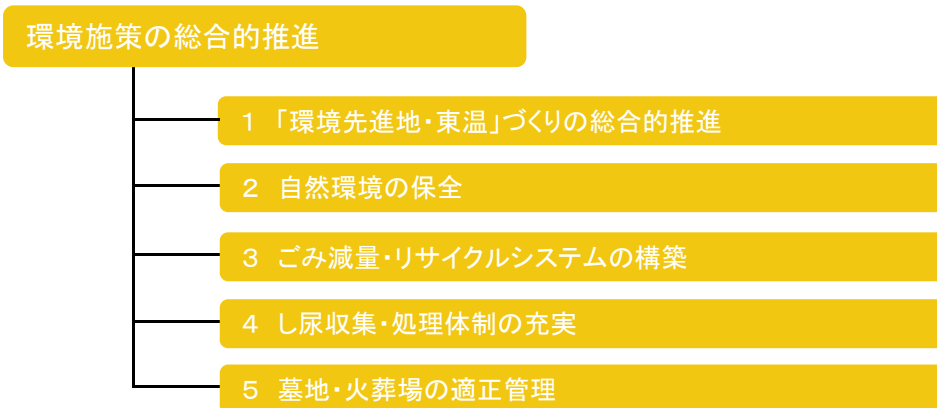 環境施策の総合的推進
１ 「環境先進地・東温」づくりの総合的推進
２ 自然環境の保全
３ ごみ減量・リサイクルシステムの構築
４ し尿収集・処理体制の充実
５ 墓地・火葬場の適正管理